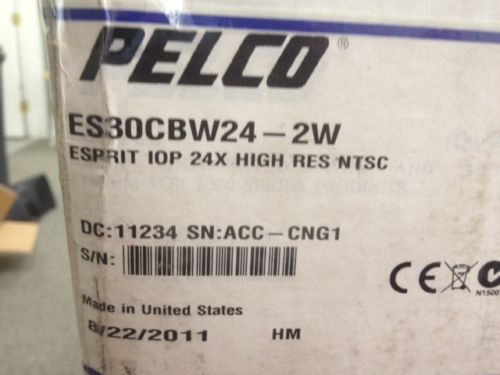 PELCO®
ES30CBW24-2W
ESPRIT IOP 24X HIGH RES NTSC
DC:11234 SN:ACC-CNG1
S/N:
CE
N1500
Made in United States
8/22/2011 HM